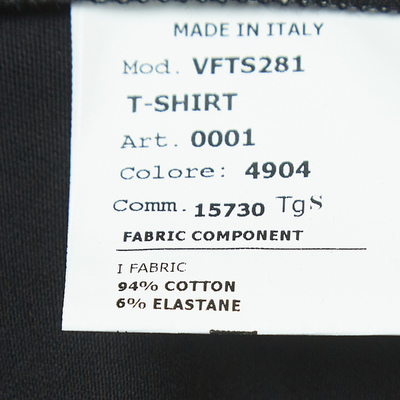 MADE IN ITALY
Mod. VFTS281
T-SHIRT
Art. 0001
Colore: 4904
Comm. 15730 TgS
FABRIC COMPONENT
I FABRIC
94% COTTON
6% ELASTANE